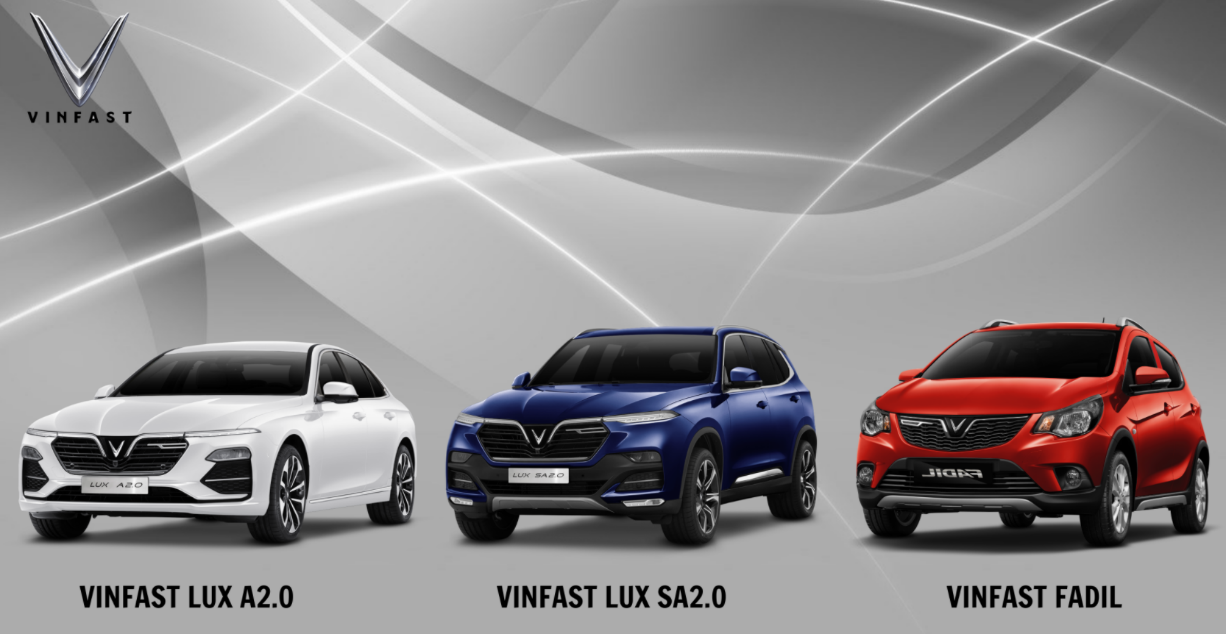 VINFAST
LUX A2.0
LUX SA2.0
FADIL
VINFAST LUX A2.0
VINFAST LUX SA2.0
VINFAST FADIL